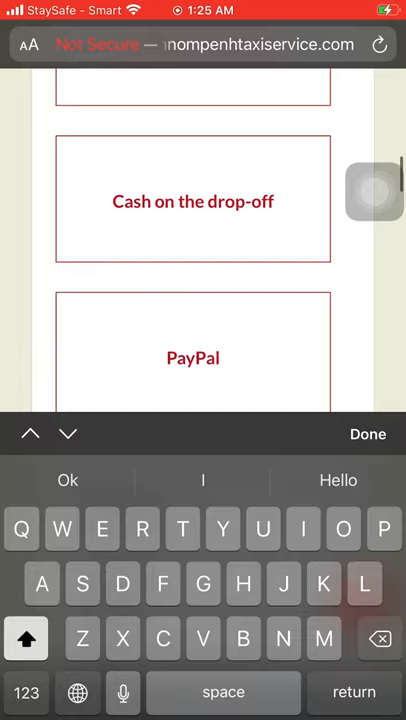 StaySafe - Smart 1:25 AM
AA Not Secure — nompenhtaxiservice.com
Cash on the drop-off
PayPal
Done
Ok I Hello
Q W E R T Y U I O P
A S D F G H J K L
Z X C V B N M
123 space return